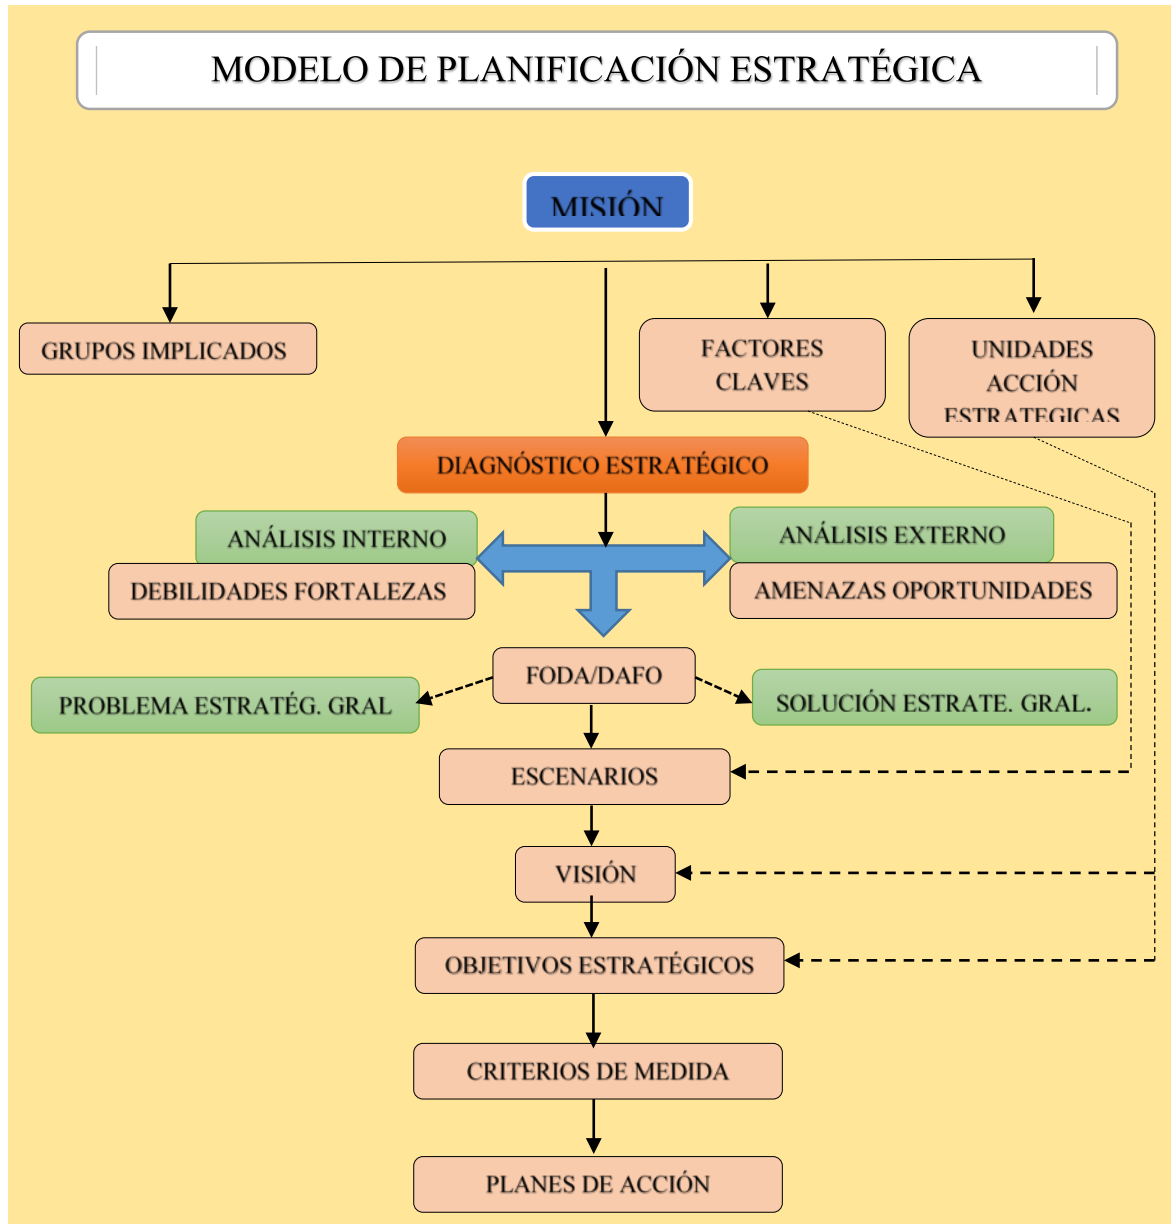 MODELO DE PLANIFICACIÓN ESTRATÉGICA
MISIÓN
GRUPOS IMPLICADOS
FACTORES
CLAVES
UNIDADES
ACCIÓN
ESTRATEGICAS
DIAGNÓSTICO ESTRATÉGICO
ANÁLISIS INTERNO
ANÁLISIS EXTERNO
DEBILIDADES FORTALEZAS
AMENAZAS OPORTUNIDADES
FODA/DAFO
PROBLEMA ESTRATÉG. GRAL
SOLUCIÓN ESTRATE. GRAL.
ESCENARIOS
VISIÓN
OBJETIVOS ESTRATÉGICOS
CRITERIOS DE MEDIDA
PLANES DE ACCIÓN